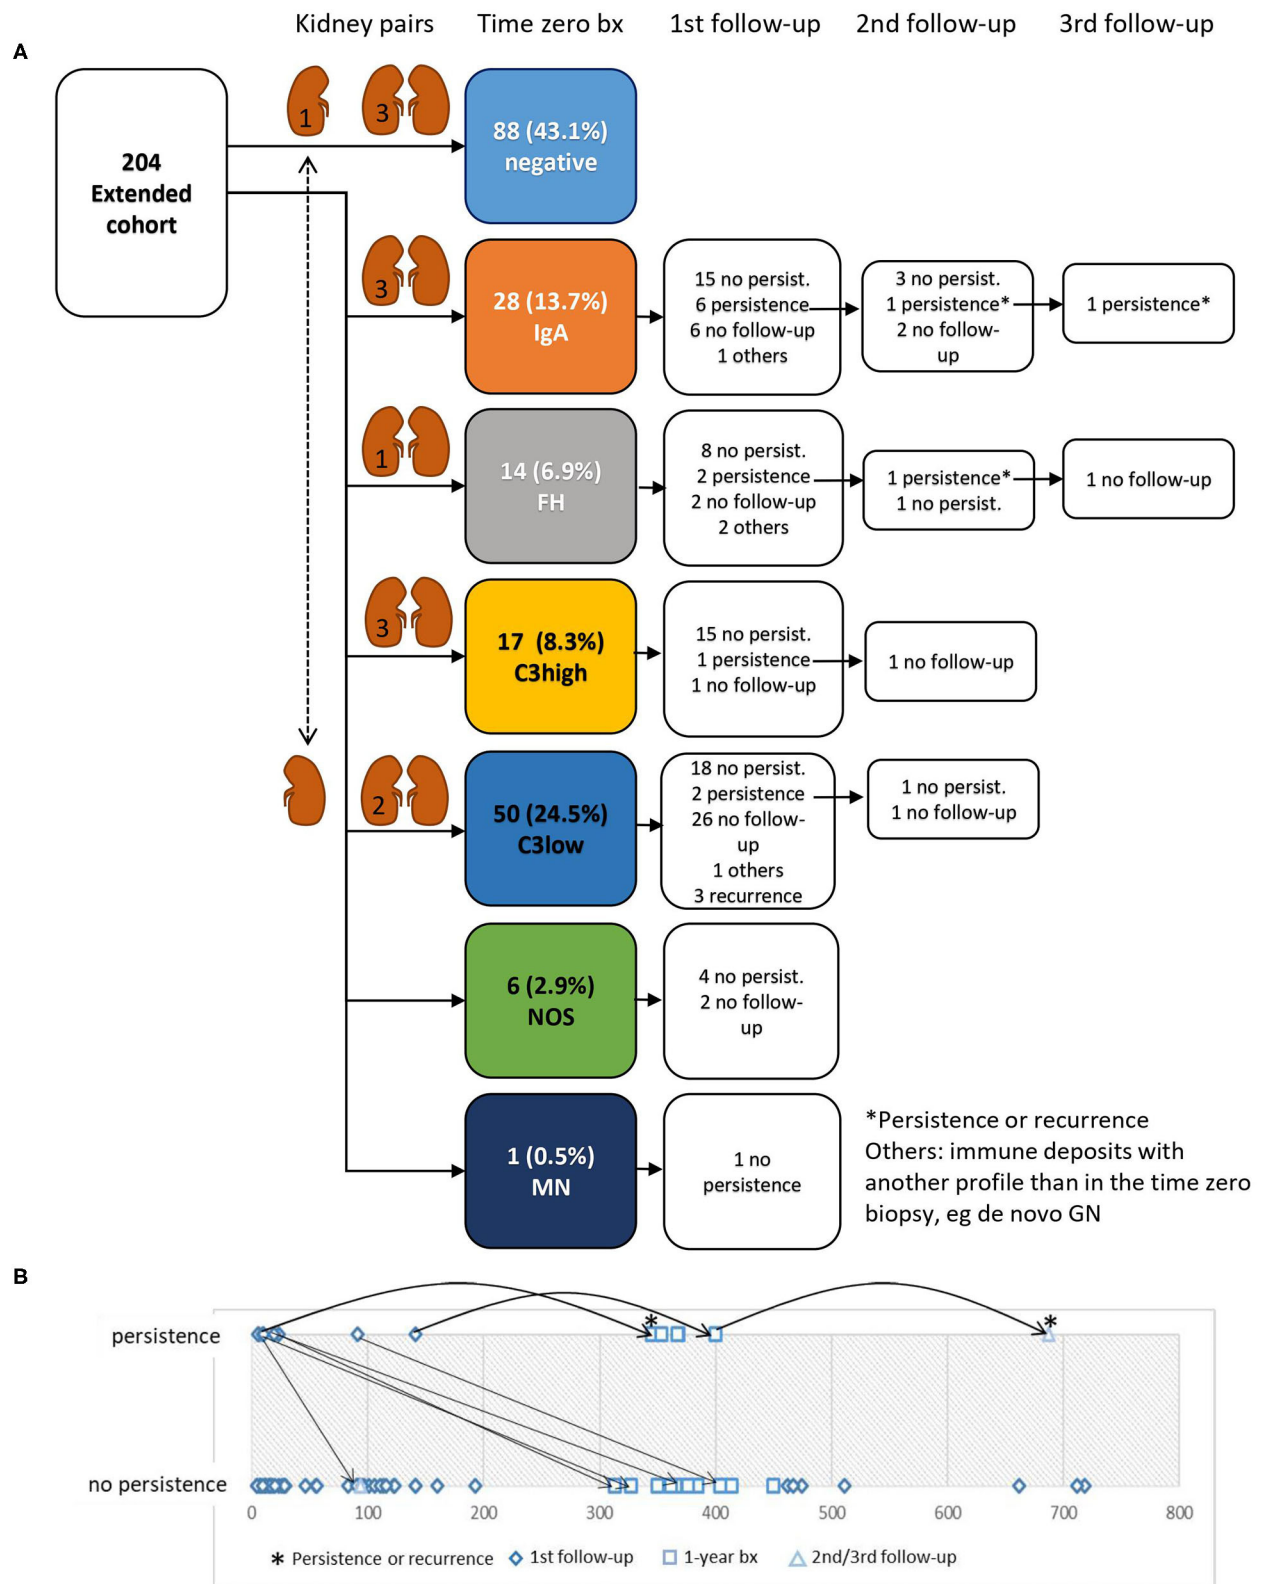 Kidney pairs Time zero bx 1st follow-up 2nd follow-up 3rd follow-up
A
1 3
204
Extended
cohort
88 (43.1%)
negative
3
28 (13.7%)
IgA
15 no persist.
6 persistence
6 no follow-up
1 others
3 no persist.
1 persistence*
2 no follow-
up
1 persistence*
1
14 (6.9%)
FH
8 no persist.
2 persistence
2 no follow-up
2 others
1 persistence*
1 no persist.
1 no follow-up
3
17 (8.3%)
C3high
15 no persist.
1 persistence
1 no follow-up
1 no follow-up
2
50 (24.5%)
C3low
18 no persist.
2 persistence
26 no follow-
up
1 others
3 recurrence
1 no persist.
1 no follow-up
6 (2.9%)
NOS
4 no persist.
2 no follow-
up
1 (0.5%)
MN
1 no
persistence
*Persistence or recurrence
Others: immune deposits with
another profile than in the time zero
biopsy, eg de novo GN
B
persistence
* *
no persistence
0 100 200 300 400 500 600 700 800
* Persistence or recurrence 1st follow-up 1-year bx 2nd/3rd follow-up